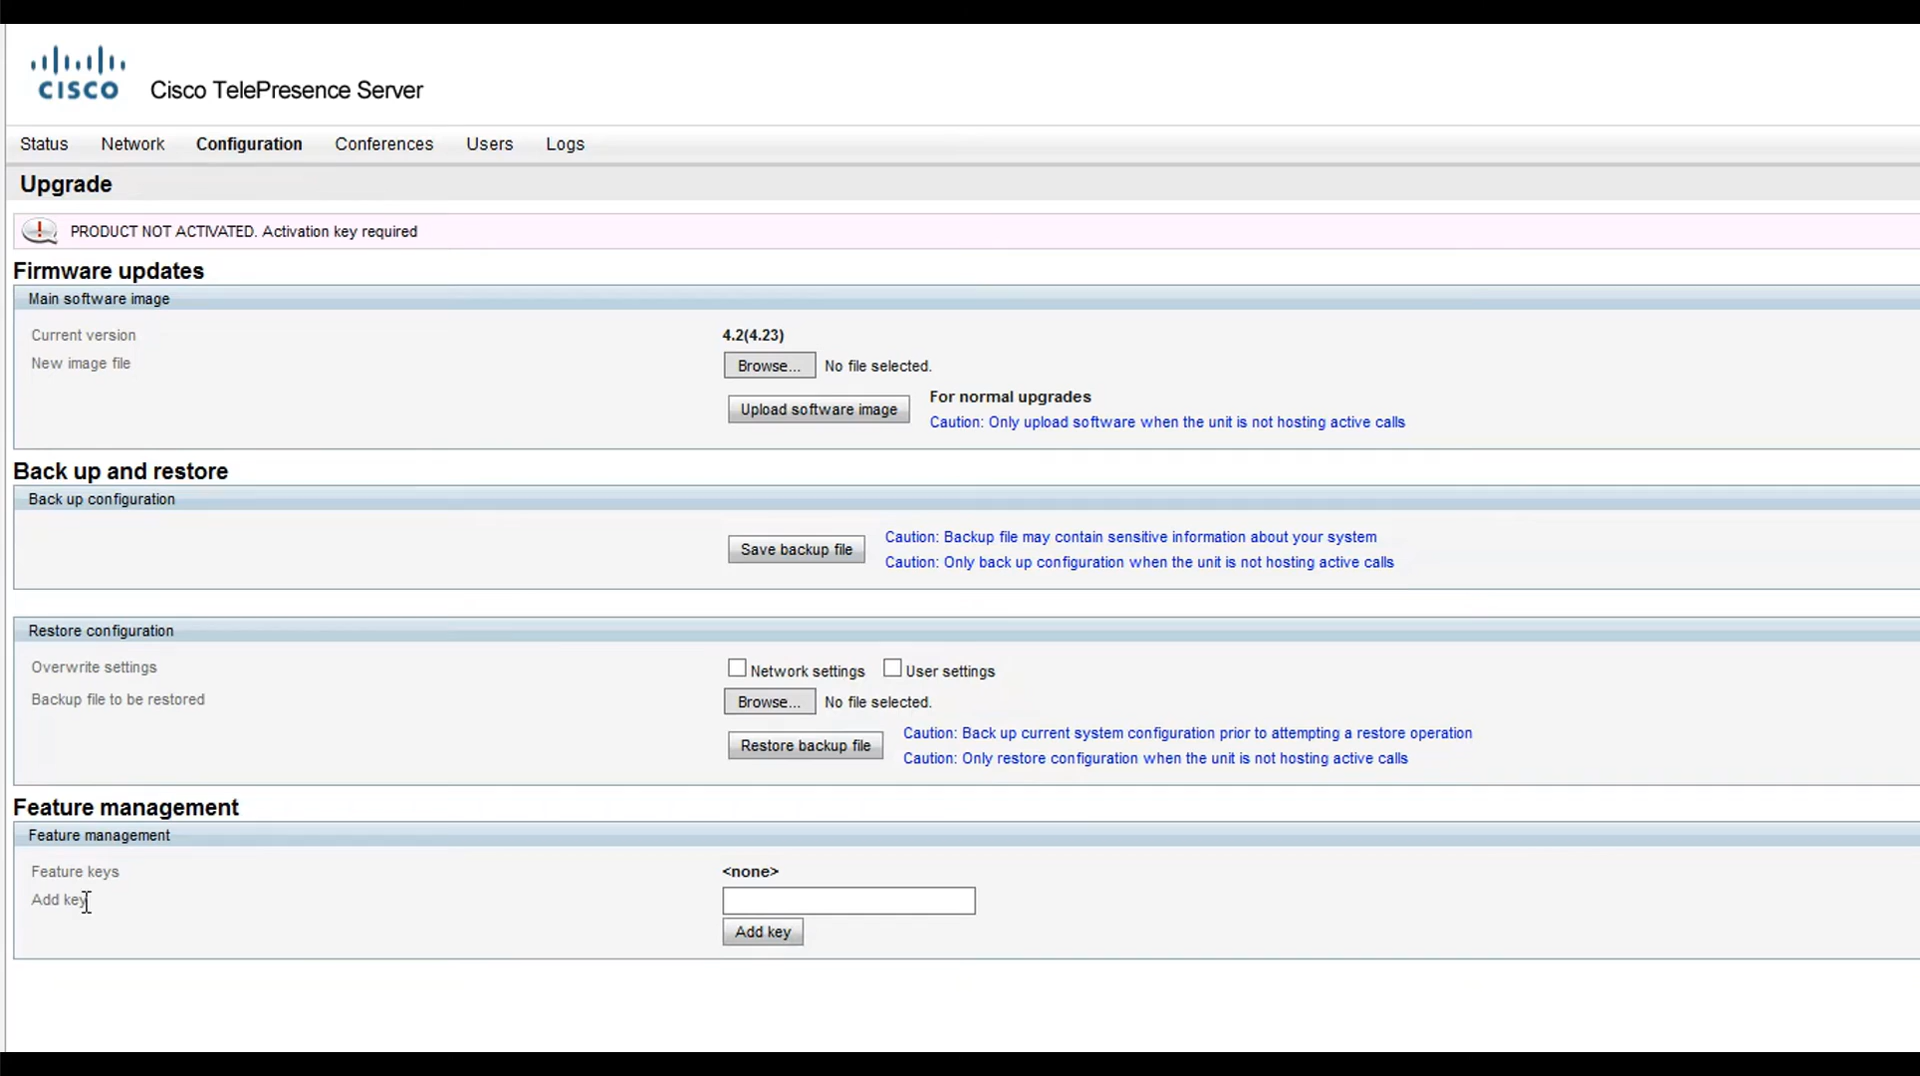 CISCO
Cisco TelePresence Server
Status Network Configuration Conferences Users Logs
Upgrade
PRODUCT NOT ACTIVATED. Activation key required
Firmware updates
Main software image
Current version 4.2(4.23)
New image file Browse... No file selected.
Upload software image For normal upgrades
Caution: Only upload software when the unit is not hosting active calls
Back up and restore
Back up configuration
Save backup file Caution: Backup file may contain sensitive information about your system
Caution: Only back up configuration when the unit is not hosting active calls
Restore configuration
Overwrite settings Network settings User settings
Backup file to be restored Browse... No file selected.
Restore backup file Caution: Back up current system configuration prior to attempting a restore operation
Caution: Only restore configuration when the unit is not hosting active calls
Feature management
Feature management
Feature keys <none>
Add key
Add key